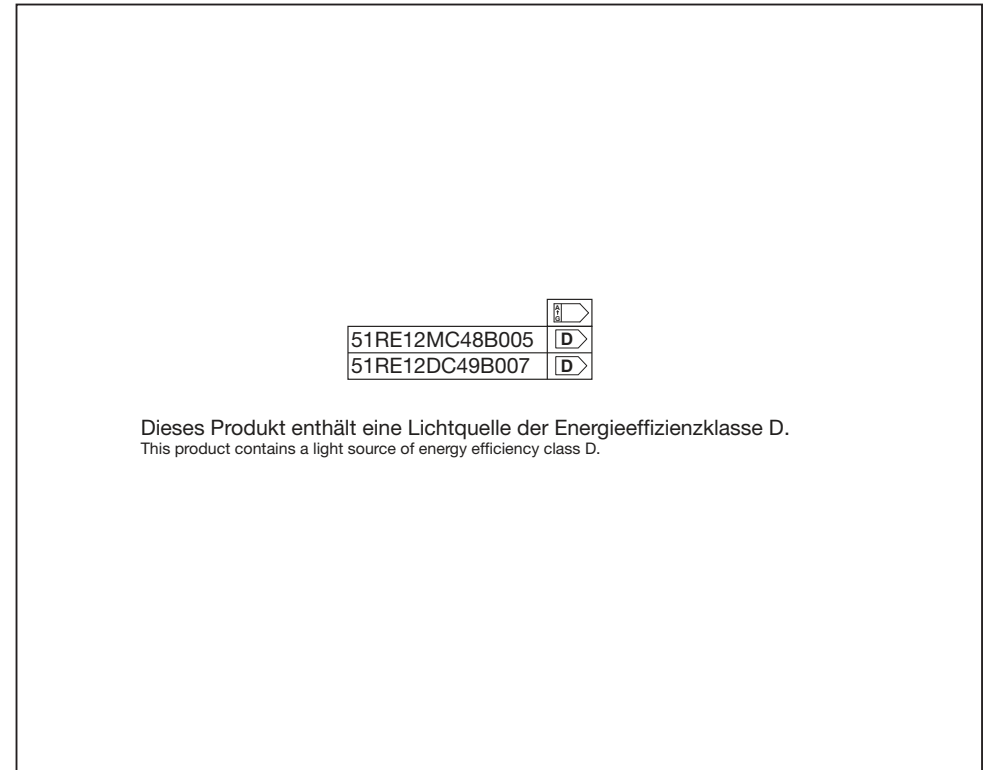 A↑G
51RE12MC48B005 D
51RE12DC49B007 D
Dieses Produkt enthält eine Lichtquelle der Energieeffizienzklasse D.
This product contains a light source of energy efficiency class D.